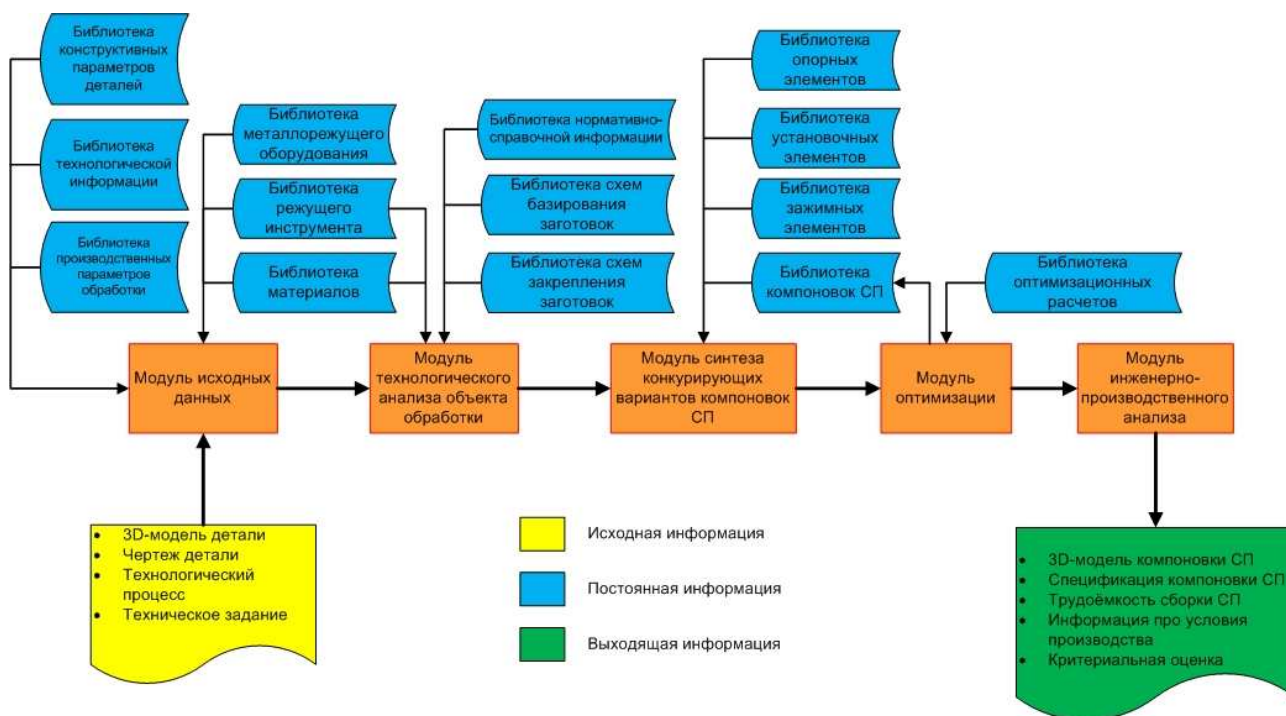 Библиотека
конструктивных
параметров
деталей
Библиотека
технологической
информации
Библиотека
производственных
параметров
обработки
Библиотека
металлорежущего
оборудования
Библиотека
режущего
инструмента
Библиотека
материалов
Библиотека нормативно-
справочной информации
Библиотека схем
базирования
заготовок
Библиотека схем
закрепления
заготовок
Библиотека
опорных
элементов
Библиотека
установочных
элементов
Библиотека
зажимных
элементов
Библиотека
компоновок СП
Библиотека
оптимизационных
расчетов
Модуль исходных
данных
Модуль
технологического
анализа объекта
обработки
Модуль синтеза
конкурирующих
вариантов компоновок
СП
Модуль
оптимизации
Модуль
инженерно-
производственного
анализа
• 3D-модель детали
• Чертеж детали
• Технологический
процесс
• Техническое задание
Исходная информация
Постоянная информация
Выходящая информация
• 3D-модель компоновки СП
• Спецификация компоновки СП
• Трудоёмкость сборки СП
• Информация про условия
производства
• Критериальная оценка